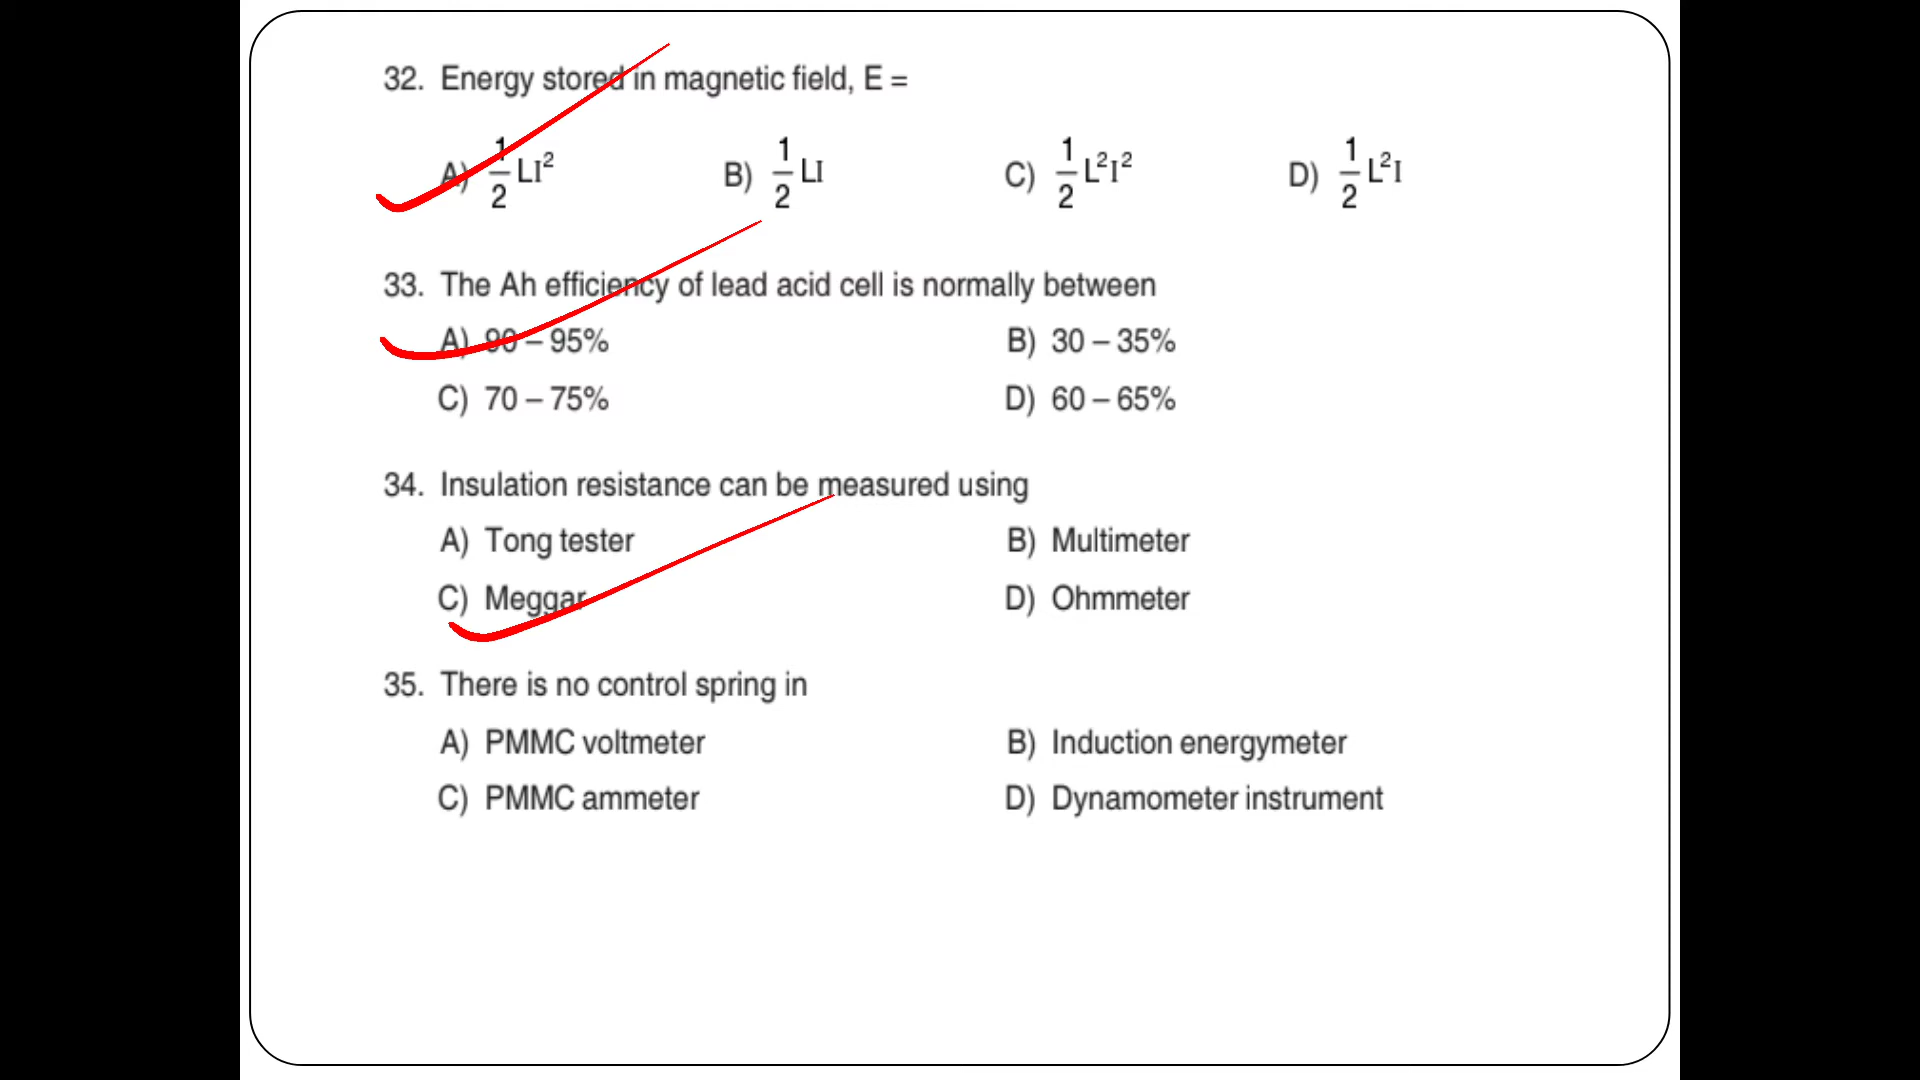 32. Energy stored in magnetic field, E =
A) 1/2 LI² B) 1/2 LI C) 1/2 L²I² D) 1/2 L²I
33. The Ah efficiency of lead acid cell is normally between
A) 90 – 95% B) 30 – 35%
C) 70 – 75% D) 60 – 65%
34. Insulation resistance can be measured using
A) Tong tester B) Multimeter
C) Meggar D) Ohmmeter
35. There is no control spring in
A) PMMC voltmeter B) Induction energymeter
C) PMMC ammeter D) Dynamometer instrument